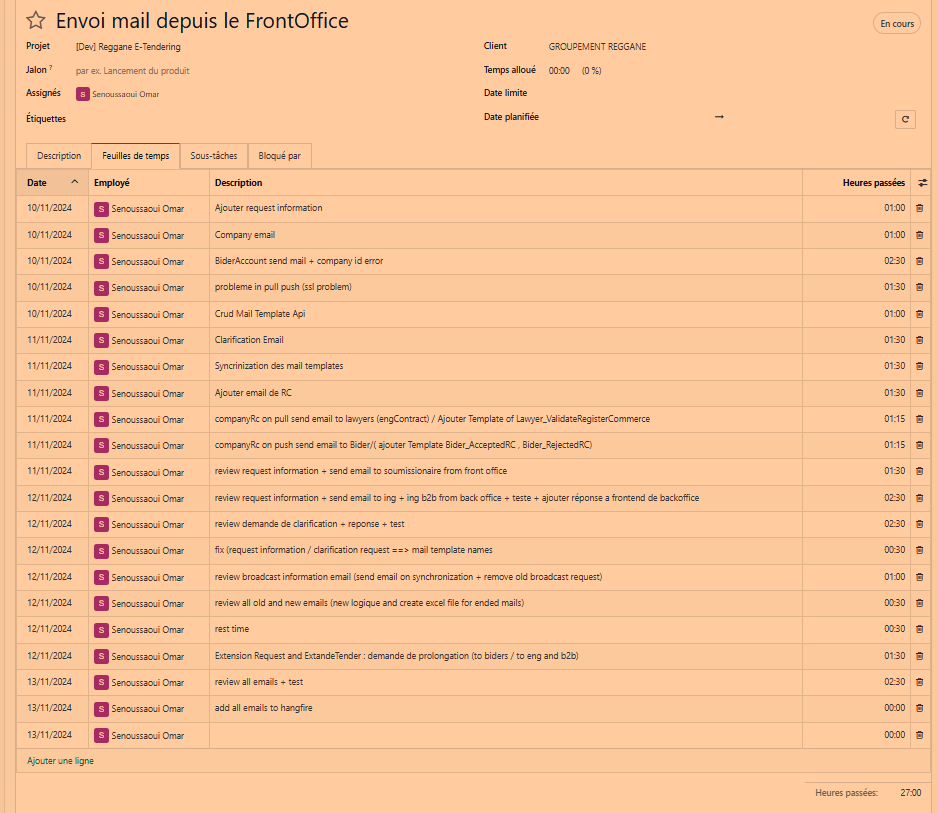 Envoi mail depuis le FrontOffice
En cours
Projet [Dev] Reggane E-Tendering
Client GROUPEMENT REGGANE
Jalon ? par ex. Lancement du produit
Temps alloué 00:00 (0 %)
Assignés S Senoussaoui Omar
Date limite
Étiquettes
Date planifiée →
Description Feuilles de temps Sous-tâches Bloqué par
Date Employé Description Heures passées
10/11/2024 S Senoussaoui Omar Ajouter request information 01:00
10/11/2024 S Senoussaoui Omar Company email 01:00
10/11/2024 S Senoussaoui Omar BiderAccount send mail + company id error 02:30
10/11/2024 S Senoussaoui Omar probleme in pull push (ssl problem) 01:30
10/11/2024 S Senoussaoui Omar Crud Mail Template Api 01:00
11/11/2024 S Senoussaoui Omar Clarification Email 01:30
11/11/2024 S Senoussaoui Omar Syncrinization des mail templates 01:30
11/11/2024 S Senoussaoui Omar Ajouter email de RC 01:30
11/11/2024 S Senoussaoui Omar companyRc on pull send email to lawyers (engContract) / Ajouter Template of Lawyer_ValidateRegisterCommerce 01:15
11/11/2024 S Senoussaoui Omar companyRc on push send email to Bider/( ajouter Template Bider_AcceptedRC , Bider_RejectedRC) 01:15
11/11/2024 S Senoussaoui Omar review request information + send email to soumissionaire from front office 01:30
12/11/2024 S Senoussaoui Omar review request information + send email to ing + ing b2b from back office + teste + ajouter réponse a frontend de backoffice 02:30
12/11/2024 S Senoussaoui Omar review demande de clarification + reponse + test 02:30
12/11/2024 S Senoussaoui Omar fix (request information / clarification request ==> mail template names 00:30
12/11/2024 S Senoussaoui Omar review broadcast information email (send email on synchronization + remove old broadcast request) 01:00
12/11/2024 S Senoussaoui Omar review all old and new emails (new logique and create excel file for ended mails) 00:30
12/11/2024 S Senoussaoui Omar rest time 00:30
12/11/2024 S Senoussaoui Omar Extension Request and ExtandeTender : demande de prolongation (to biders / to eng and b2b) 01:30
13/11/2024 S Senoussaoui Omar review all emails + test 02:30
13/11/2024 S Senoussaoui Omar add all emails to hangfire 00:00
13/11/2024 S Senoussaoui Omar 00:00
Ajouter une ligne
Heures passées: 27:00